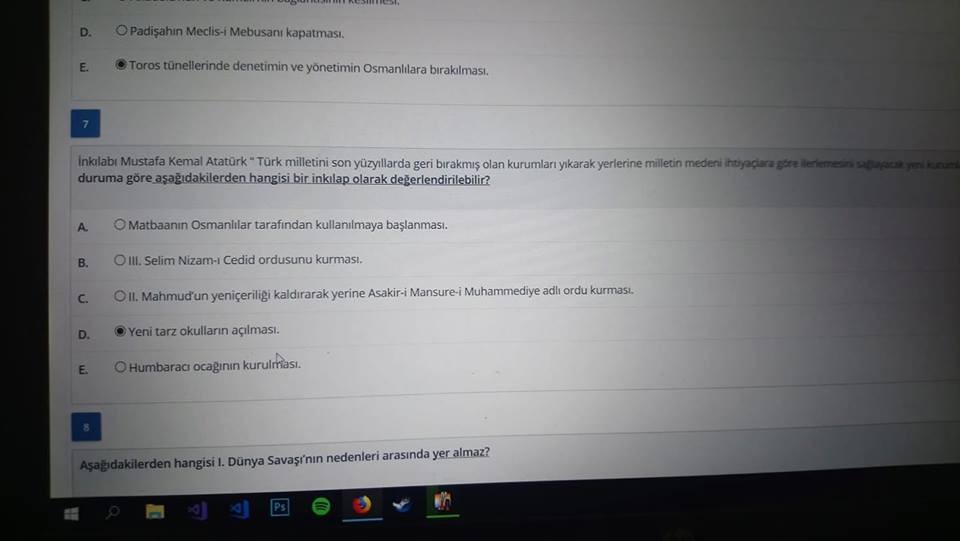 D. Padişahın Meclis-i Mebusanı kapatması.
E. Toros tünellerinde denetimin ve yönetimin Osmanlılara bırakılması.
7
İnkılabı Mustafa Kemal Atatürk " Türk milletini son yüzyıllarda geri bırakmış olan kurumları yıkarak yerlerine milletin medeni ihtiyaçlara göre ilerlemesini sağlayacak yeni
duruma göre aşağıdakilerden hangisi bir inkılap olarak değerlendirilebilir?
A. Matbaanın Osmanlılar tarafından kullanılmaya başlanması.
B. III. Selim Nizam-ı Cedid ordusunu kurması.
C. II. Mahmud'un yeniçeriliği kaldırarak yerine Asakir-i Mansure-i Muhammediye adlı ordu kurması.
D. Yeni tarz okulların açılması.
E. Humbaracı ocağının kurulması.
8
Aşağıdakilerden hangisi I. Dünya Savaşı'nın nedenleri arasında yer almaz?
Ps